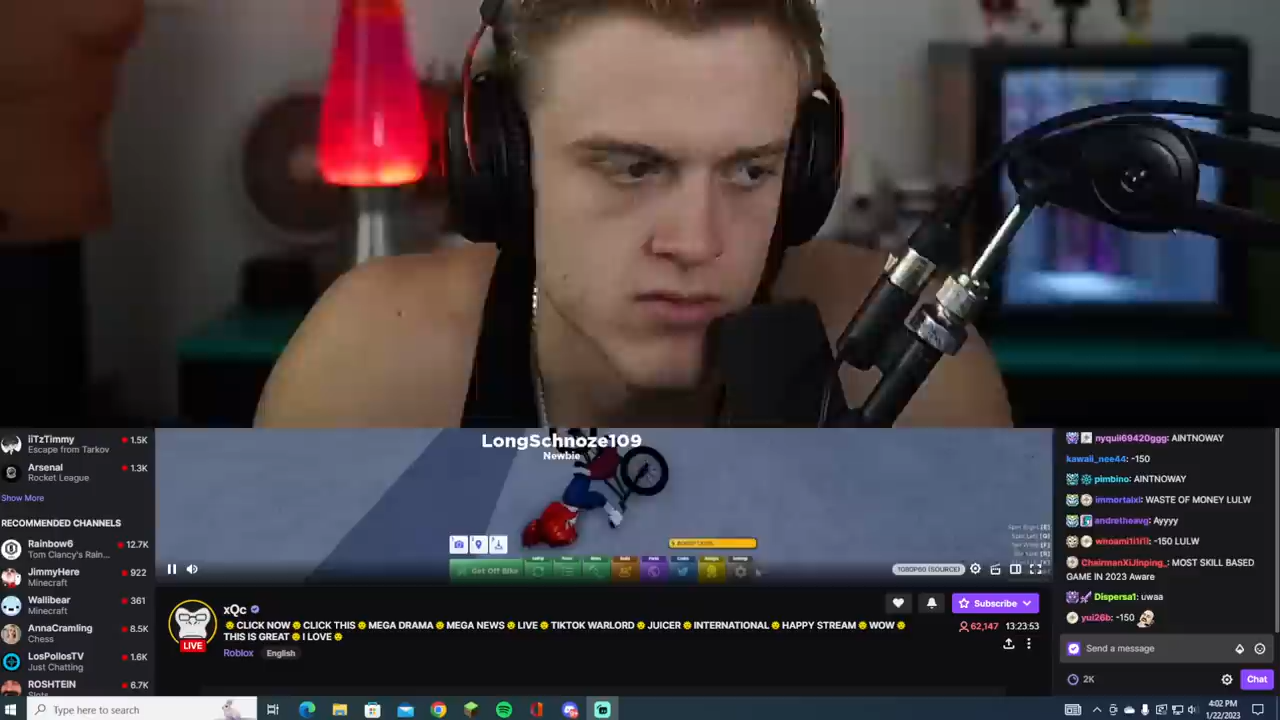 iiTzTimmy
1.5K
Escape from Tarkov
Arsenal
1.3K
Rocket League
Show More
RECOMMENDED CHANNELS
Rainbow6
12.7K
Tom Clancy's Rain...
JimmyHere
922
Minecraft
Wallibear
361
Minecraft
AnnaCramling
8.5K
Chess
LosPollosTV
1.6K
Just Chatting
ROSHTEIN
6.7K
Slots
LongSchnoze109
Newbie
Get Off Bike
1080P60 (SOURCE)
xQc
LIVE
CLICK NOW CLICK THIS MEGA DRAMA MEGA NEWS LIVE TIKTOK WARLORD JUICER INTERNATIONAL HAPPY STREAM WOW
THIS IS GREAT I LOVE
Roblox English
Subscribe
62,147 13:23:53
nyquil69420ggg: AINTNOWAY
kawaii_nee44: -150
pimbino: AINTNOWAY
immortalxl: WASTE OF MONEY LULW
andretheavg: Ayyyy
whoami1i1i1i: -150 LULW
ChairmanXiJinping_: MOST SKILL BASED
GAME IN 2023 Aware
Dispersa1: uwaa
yui26b: -150
Send a message
2K
Chat
Type here to search
4:02 PM
1/22/2023